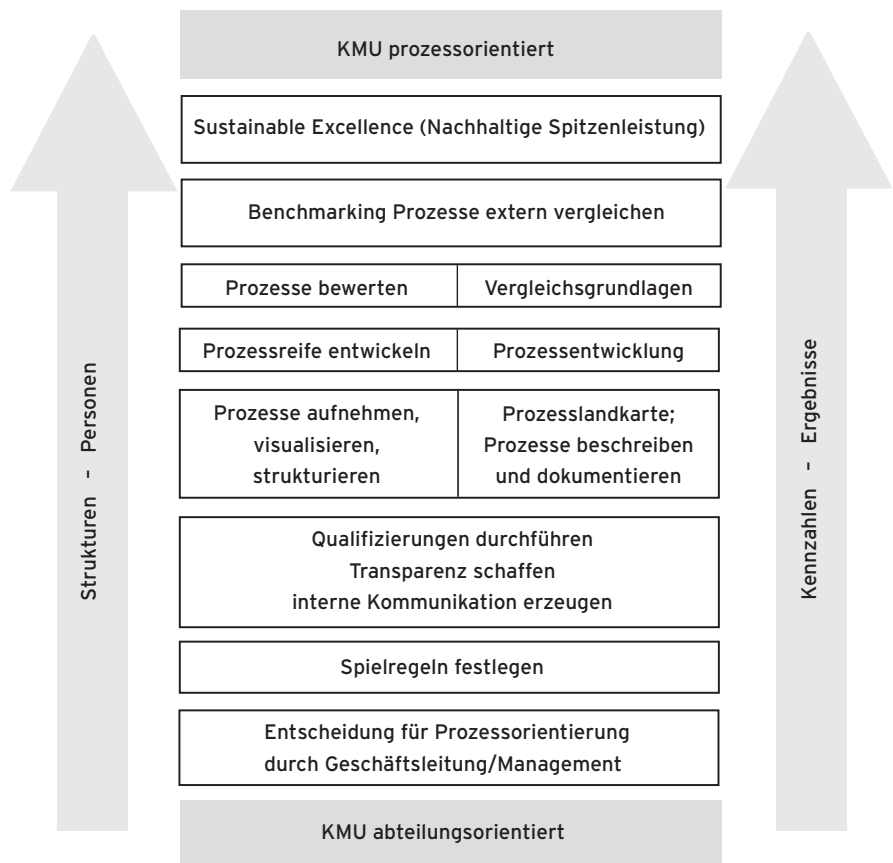 KMU prozessorientiert
Sustainable Excellence (Nachhaltige Spitzenleistung)
Benchmarking Prozesse extern vergleichen
Prozesse bewerten
Vergleichsgrundlagen
Prozessreife entwickeln
Prozessentwicklung
Prozesse aufnehmen,
visualisieren,
strukturieren
Prozesslandkarte;
Prozesse beschreiben
und dokumentieren
Qualifizierungen durchführen
Transparenz schaffen
interne Kommunikation erzeugen
Spielregeln festlegen
Entscheidung für Prozessorientierung
durch Geschäftsleitung/Management
KMU abteilungsorientiert
Strukturen – Personen
Kennzahlen – Ergebnisse